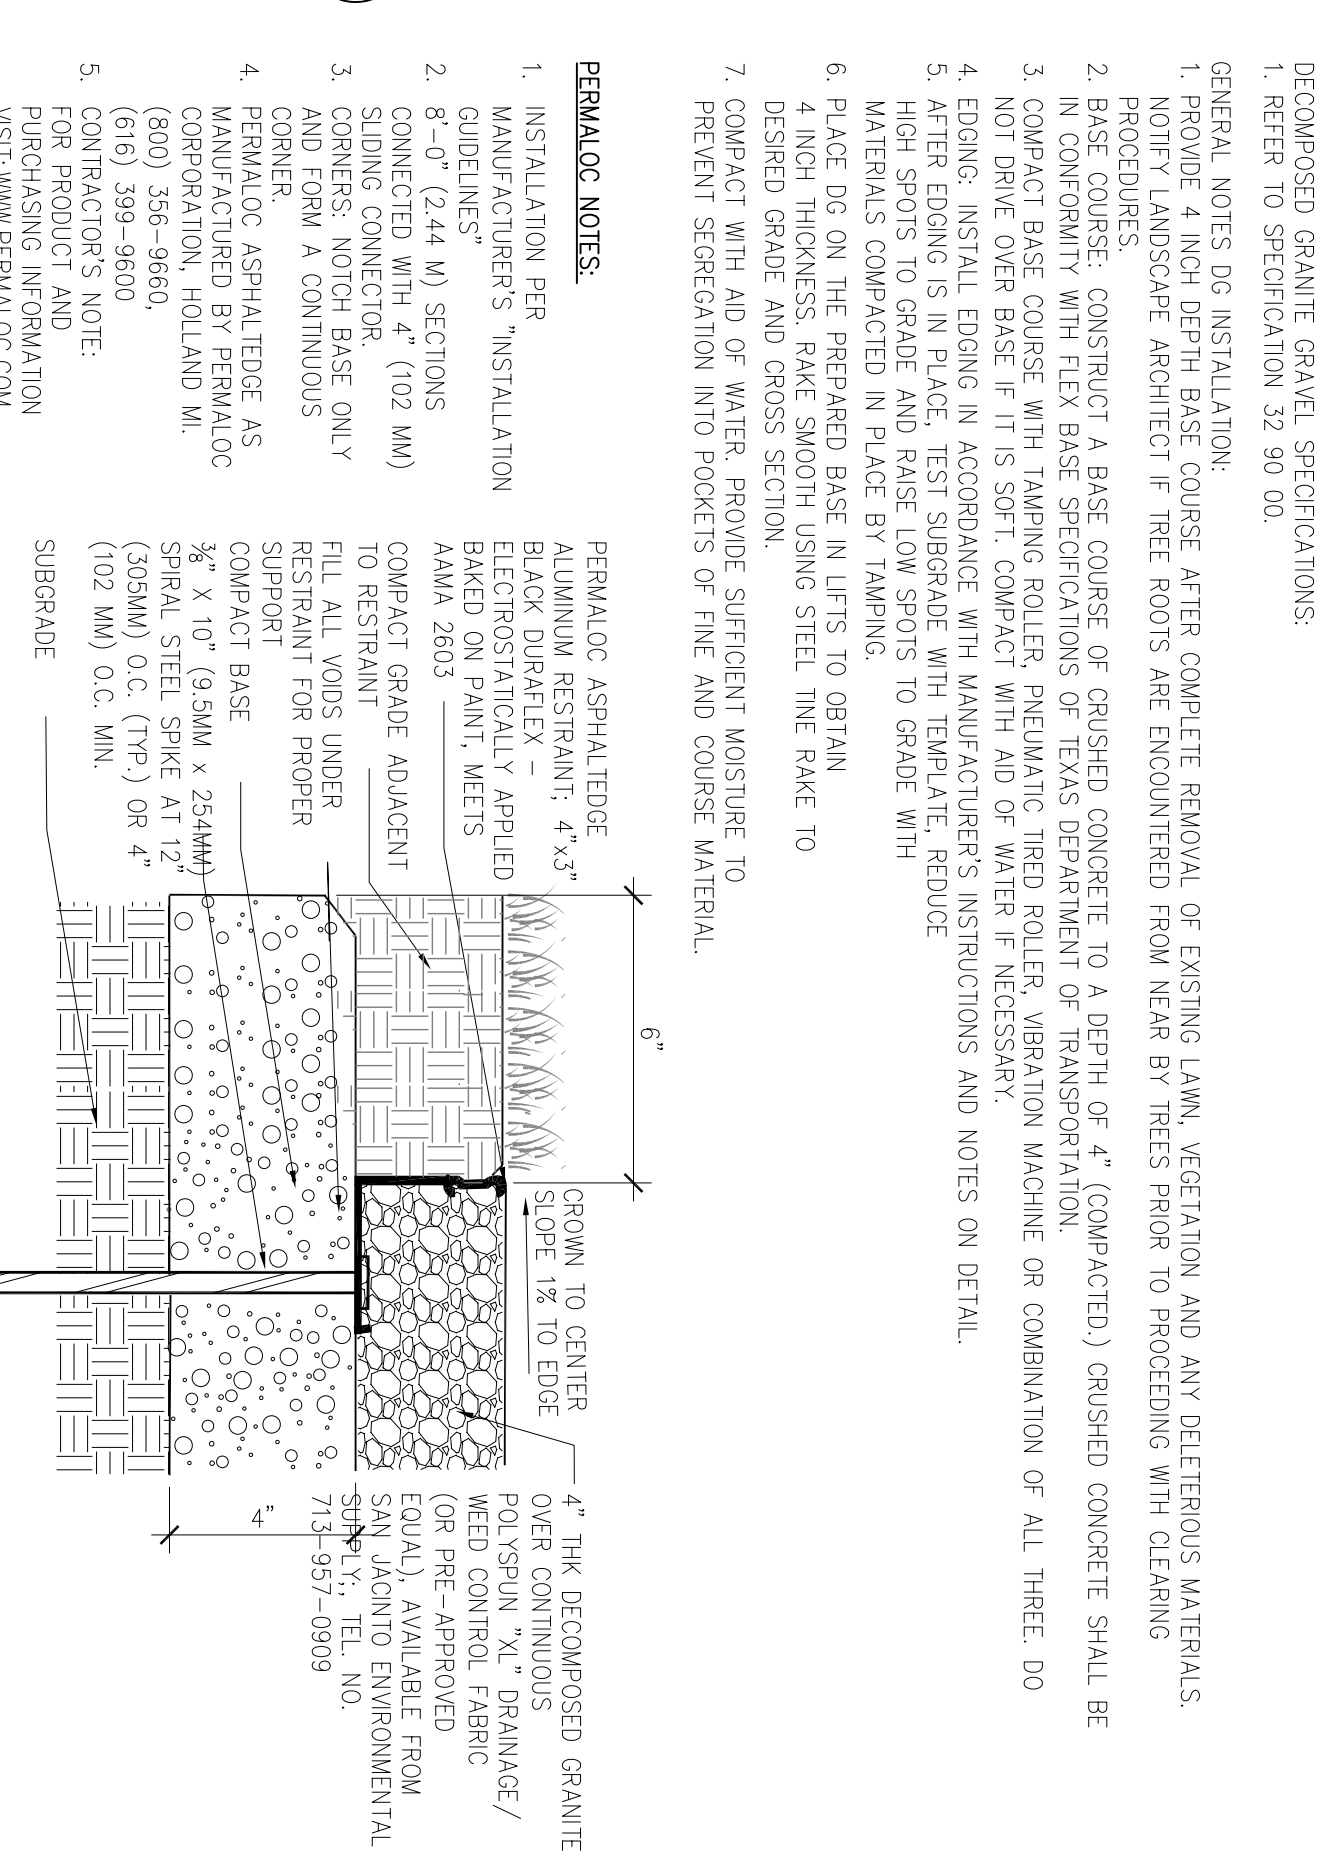 DECOMPOSED GRANITE GRAVEL SPECIFICATIONS:
1. REFER TO SPECIFICATION 32 90 00.
GENERAL NOTES DG INSTALLATION:
1. PROVIDE 4 INCH DEPTH BASE COURSE AFTER COMPLETE REMOVAL OF EXISTING LAWN, VEGETATION AND ANY DELETERIOUS MATERIALS.
NOTIFY LANDSCAPE ARCHITECT IF TREE ROOTS ARE ENCOUNTERED FROM NEAR BY TREES PRIOR TO PROCEEDING WITH CLEARING
PROCEDURES.
2. BASE COURSE: CONSTRUCT A BASE COURSE OF CRUSHED CONCRETE TO A DEPTH OF 4" (COMPACTED.) CRUSHED CONCRETE SHALL BE
IN CONFORMITY WITH FLEX BASE SPECIFICATIONS OF TEXAS DEPARTMENT OF TRANSPORTATION.
3. COMPACT BASE COURSE WITH TAMPING ROLLER, PNEUMATIC TIRED ROLLER, VIBRATION MACHINE OR COMBINATION OF ALL THREE. DO
NOT DRIVE OVER BASE IF IT IS SOFT. COMPACT WITH AID OF WATER IF NECESSARY.
4. EDGING: INSTALL EDGING IN ACCORDANCE WITH MANUFACTURER'S INSTRUCTIONS AND NOTES ON DETAIL.
5. AFTER EDGING IS IN PLACE, TEST SUBGRADE WITH TEMPLATE, REDUCE
HIGH SPOTS TO GRADE AND RAISE LOW SPOTS TO GRADE WITH
MATERIALS COMPACTED IN PLACE BY TAMPING.
6. PLACE DG ON THE PREPARED BASE IN LIFTS TO OBTAIN
4 INCH THICKNESS. RAKE SMOOTH USING STEEL TINE RAKE TO
DESIRED GRADE AND CROSS SECTION.
7. COMPACT WITH AID OF WATER. PROVIDE SUFFICIENT MOISTURE TO
PREVENT SEGREGATION INTO POCKETS OF FINE AND COURSE MATERIAL.
PERMALOC NOTES:
1. INSTALLATION PER
MANUFACTURER'S "INSTALLATION
GUIDELINES"
2. 8'-0" (2.44 M) SECTIONS
CONNECTED WITH 4" (102 MM)
SLIDING CONNECTOR.
3. CORNERS: NOTCH BASE ONLY
AND FORM A CONTINUOUS
CORNER.
4. PERMALOC ASPHALTEDGE AS
MANUFACTURED BY PERMALOC
CORPORATION, HOLLAND MI.
(800) 356-9660,
(616) 399-9600
5. CONTRACTOR'S NOTE:
FOR PRODUCT AND
PURCHASING INFORMATION
VISIT: WWW.PERMALOC.COM
PERMALOC ASPHALTEDGE
ALUMINUM RESTRAINT; 4"x3"
BLACK DURAFLEX -
ELECTROSTATICALLY APPLIED
BAKED ON PAINT, MEETS
AAMA 2603
COMPACT GRADE ADJACENT
TO RESTRAINT
FILL ALL VOIDS UNDER
RESTRAINT FOR PROPER
SUPPORT
COMPACT BASE
3/8" X 10" (9.5MM x 254MM)
SPIRAL STEEL SPIKE AT 12"
(305MM) O.C. (TYP.) OR 4"
(102 MM) O.C. MIN.
SUBGRADE
6"
CROWN TO CENTER
SLOPE 1% TO EDGE
4" THK DECOMPOSED GRANITE
OVER CONTINUOUS
POLYSPUN "XL" DRAINAGE/
WEED CONTROL FABRIC
(OR PRE-APPROVED
EQUAL), AVAILABLE FROM
SAN JACINTO ENVIRONMENTAL
SUPPLY;, TEL. NO.
713-957-0909
4"